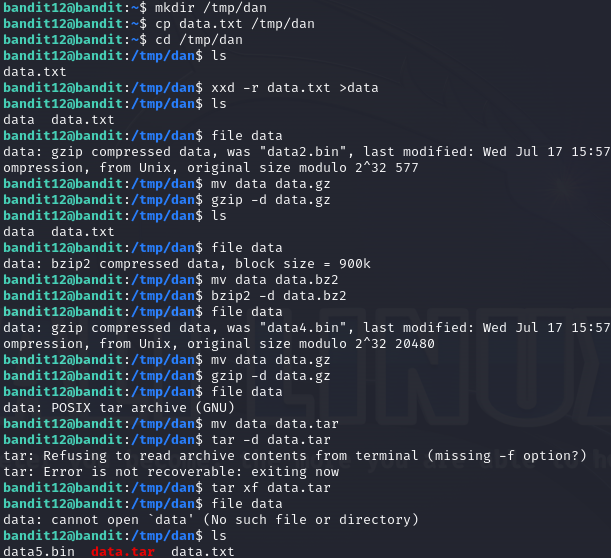 bandit12@bandit:~$ mkdir /tmp/dan
bandit12@bandit:~$ cp data.txt /tmp/dan
bandit12@bandit:~$ cd /tmp/dan
bandit12@bandit:/tmp/dan$ ls
data.txt
bandit12@bandit:/tmp/dan$ xxd -r data.txt >data
bandit12@bandit:/tmp/dan$ ls
data  data.txt
bandit12@bandit:/tmp/dan$ file data
data: gzip compressed data, was "data2.bin", last modified: Wed Jul 17 15:57
ompression, from Unix, original size modulo 2^32 577
bandit12@bandit:/tmp/dan$ mv data data.gz
bandit12@bandit:/tmp/dan$ gzip -d data.gz
bandit12@bandit:/tmp/dan$ ls
data  data.txt
bandit12@bandit:/tmp/dan$ file data
data: bzip2 compressed data, block size = 900k
bandit12@bandit:/tmp/dan$ mv data data.bz2
bandit12@bandit:/tmp/dan$ bzip2 -d data.bz2
bandit12@bandit:/tmp/dan$ file data
data: gzip compressed data, was "data4.bin", last modified: Wed Jul 17 15:57
ompression, from Unix, original size modulo 2^32 20480
bandit12@bandit:/tmp/dan$ mv data data.gz
bandit12@bandit:/tmp/dan$ gzip -d data.gz
bandit12@bandit:/tmp/dan$ file data
data: POSIX tar archive (GNU)
bandit12@bandit:/tmp/dan$ mv data data.tar
bandit12@bandit:/tmp/dan$ tar -d data.tar
tar: Refusing to read archive contents from terminal (missing -f option?)
tar: Error is not recoverable: exiting now
bandit12@bandit:/tmp/dan$ tar xf data.tar
bandit12@bandit:/tmp/dan$ file data
data: cannot open `data' (No such file or directory)
bandit12@bandit:/tmp/dan$ ls
data5.bin  data.tar  data.txt